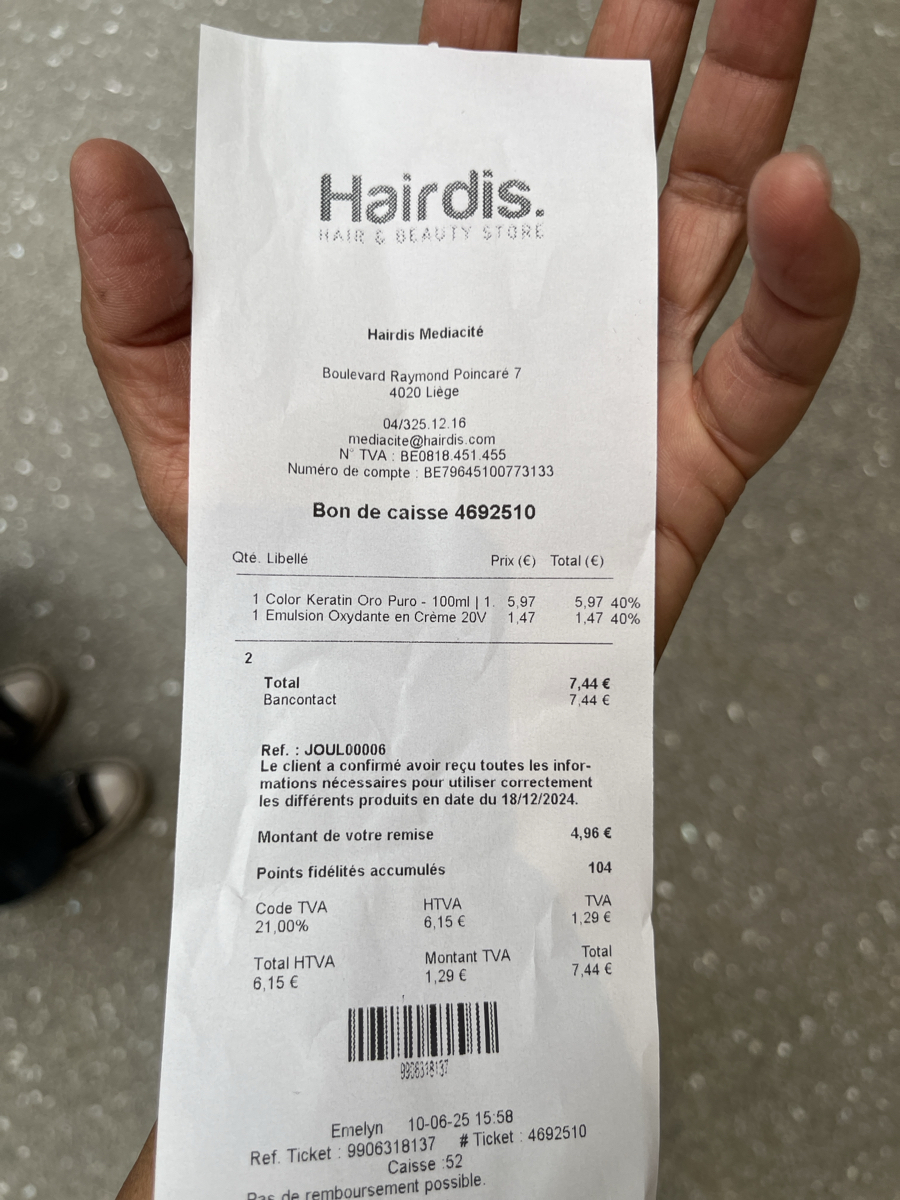 Hairdis.
HAIR & BEAUTY STORE
Hairdis Mediacité
Boulevard Raymond Poincaré 7
4020 Liège
04/325.12.16
mediacite@hairdis.com
N° TVA : BE0818.451.455
Numéro de compte : BE79645100773133
Bon de caisse 4692510
Qté. Libellé Prix (€) Total (€)
1 Color Keratin Oro Puro - 100ml | 1. 5,97 5,97 40%
1 Emulsion Oxydante en Crème 20V 1,47 1,47 40%
2
Total 7,44 €
Bancontact 7,44 €
Ref. : JOUL00006
Le client a confirmé avoir reçu toutes les infor-
mations nécessaires pour utiliser correctement
les différents produits en date du 18/12/2024.
Montant de votre remise 4,96 €
Points fidélités accumulés 104
Code TVA HTVA TVA
21,00% 6,15 € 1,29 €
Total HTVA Montant TVA Total
6,15 € 1,29 € 7,44 €
9906318137
Emelyn 10-06-25 15:58
Ref. Ticket : 9906318137 # Ticket : 4692510
Caisse :52
Pas de remboursement possible.